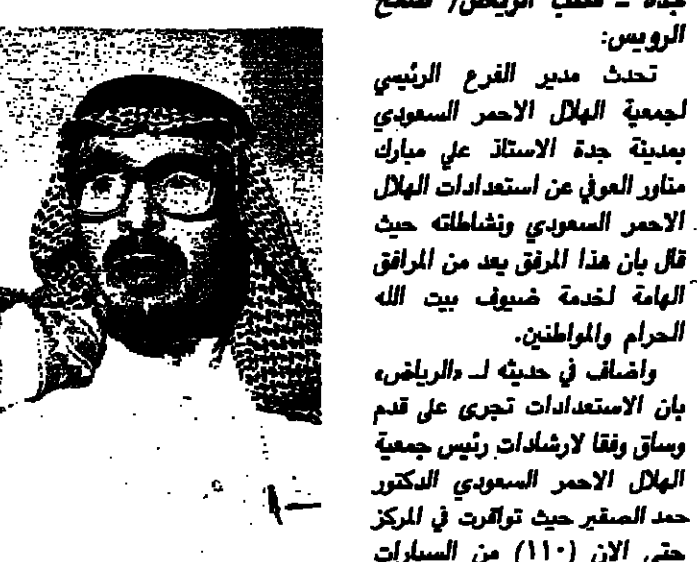 جدة ـ مكتب الرياض/
الرويس:
تحدث مدير الفرع الرئيسي
لجمعية الهلال الاحمر السعودي
بمدينة جدة الاستاذ علي مبارك
مناور العوفي عن استعدادات الهلال
الاحمر السعودي ونشاطاته حيث
قال بان هذا المرفق يعد من المرافق
الهامة لخدمة ضيوف بيت الله
الحرام والمواطنين.
واضاف في حديثه لـ «الرياض»
بان الاستعدادات تجرى على قدم
وساق وفقا لارشادات رئيس جمعية
الهلال الاحمر السعودي الدكتور
حمد الصقير حيث توافرت في المركز
حتى الان (١١٠) من السيارات